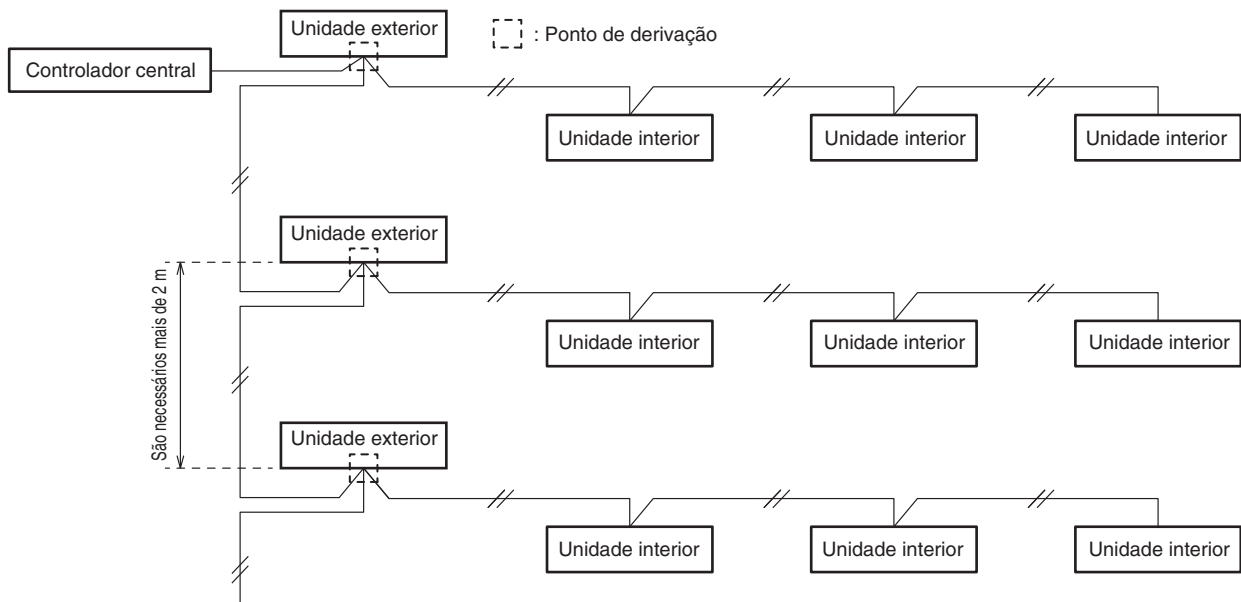 Unidade exterior
: Ponto de derivação
Controlador central
Unidade interior
Unidade interior
Unidade interior
Unidade exterior
São necessários mais de 2 m
Unidade interior
Unidade interior
Unidade interior
Unidade exterior
Unidade interior
Unidade interior
Unidade interior